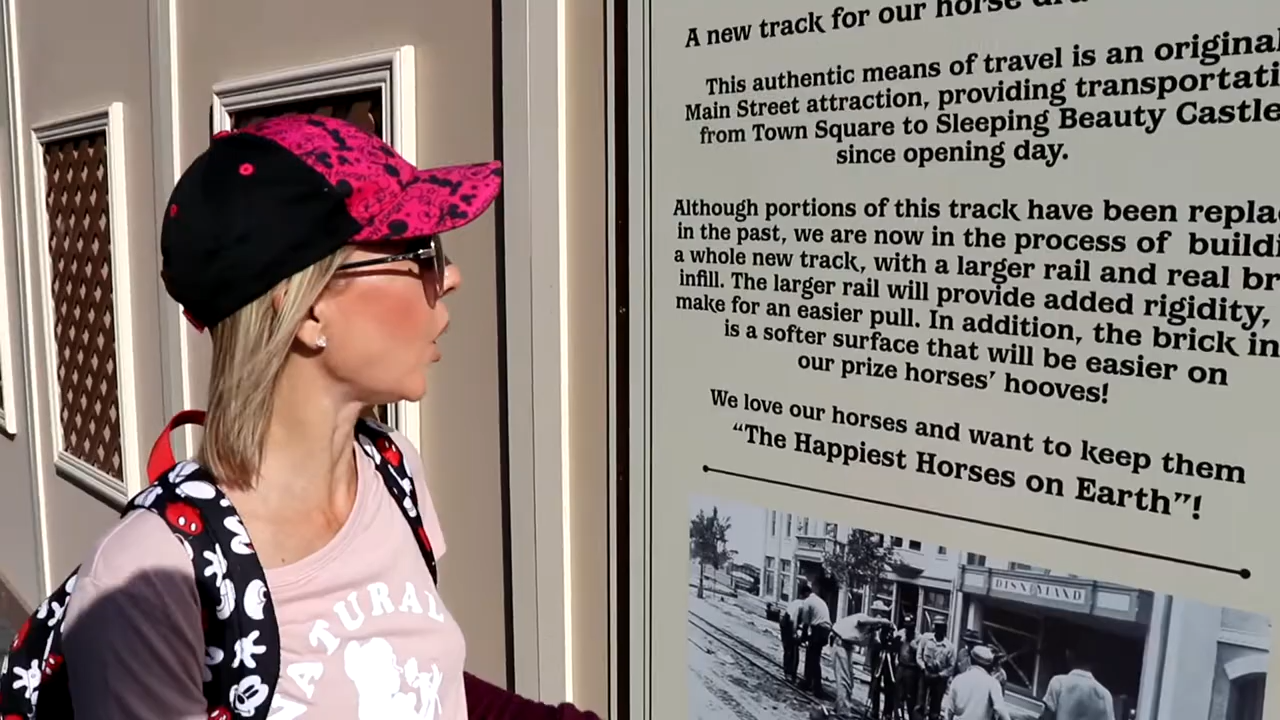 A new track for our horse
This authentic means of travel is an original
Main Street attraction, providing
from Town Square to Sleeping Beauty Castle
since opening day.
Although portions of this track have been
in the past, we are now in the process of
a whole new track, with a larger rail and real
infill. The larger rail will provide added rigidity,
make for an easier pull. In addition, the brick
is a softer surface that will be easier on
our prize horses' hooves!
We love our horses and want to keep them
"The Happiest Horses on Earth"!
DISNEYLAND
NATURAL